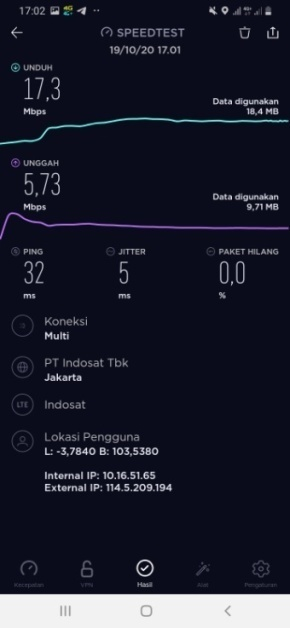 17:02
SPEEDTEST
19/10/20 17.01
UNDUH
17,3
Mbps
Data digunakan
18,4 MB
UNGGAH
5,73
Mbps
Data digunakan
9,71 MB
PING
32
ms
JITTER
5
ms
PAKET HILANG
0,0
%
Koneksi
Multi
PT Indosat Tbk
Jakarta
LTE
Indosat
Lokasi Pengguna
L: -3,7840 B: 103,5380
Internal IP: 10.16.51.65
External IP: 114.5.209.194
Kecepatan
VPN
Hasil
Alat
Pengaturan